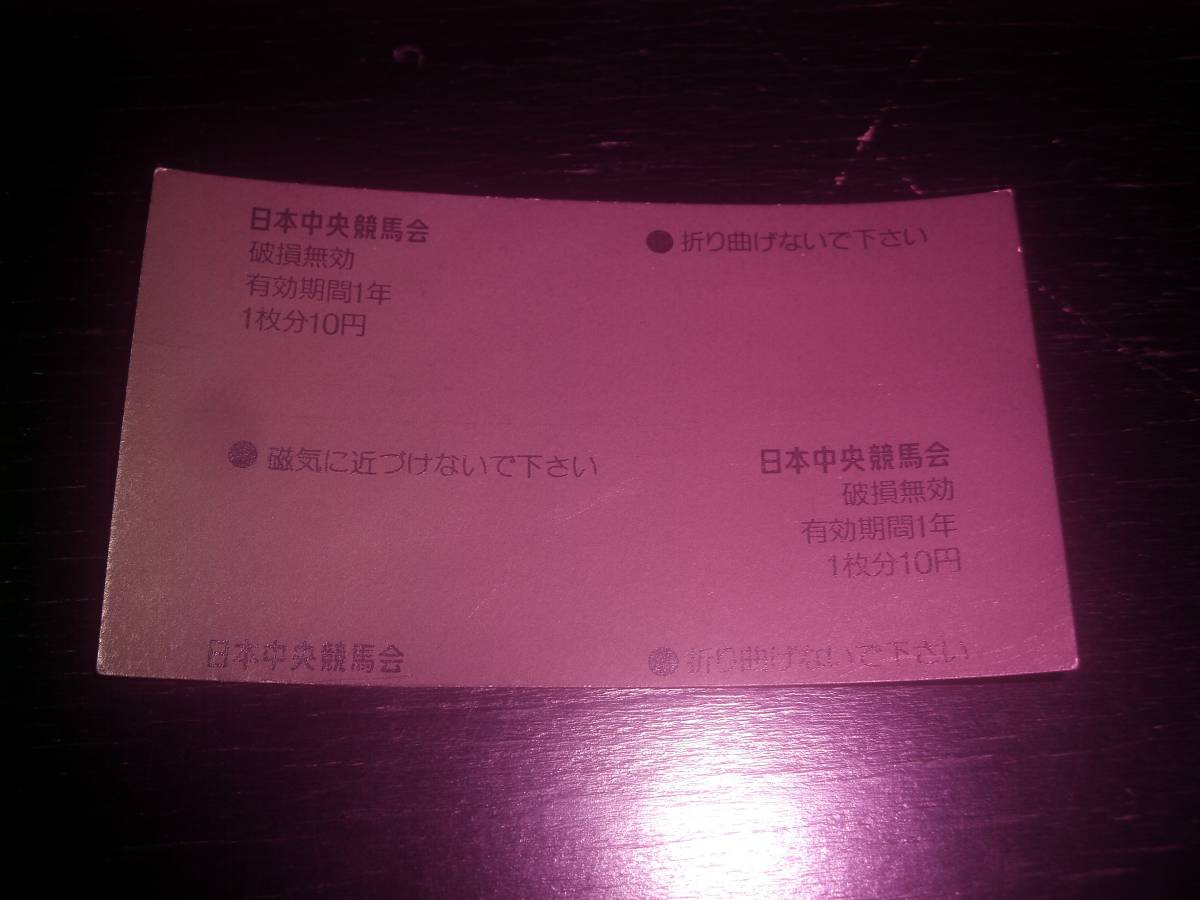 日本中央競馬会
破損無効
有効期間1年
1枚分10円
●折り曲げないで下さい
●磁気に近づけないで下さい
日本中央競馬会
破損無効
有効期間1年
1枚分10円
日本中央競馬会
●折り曲げないで下さい